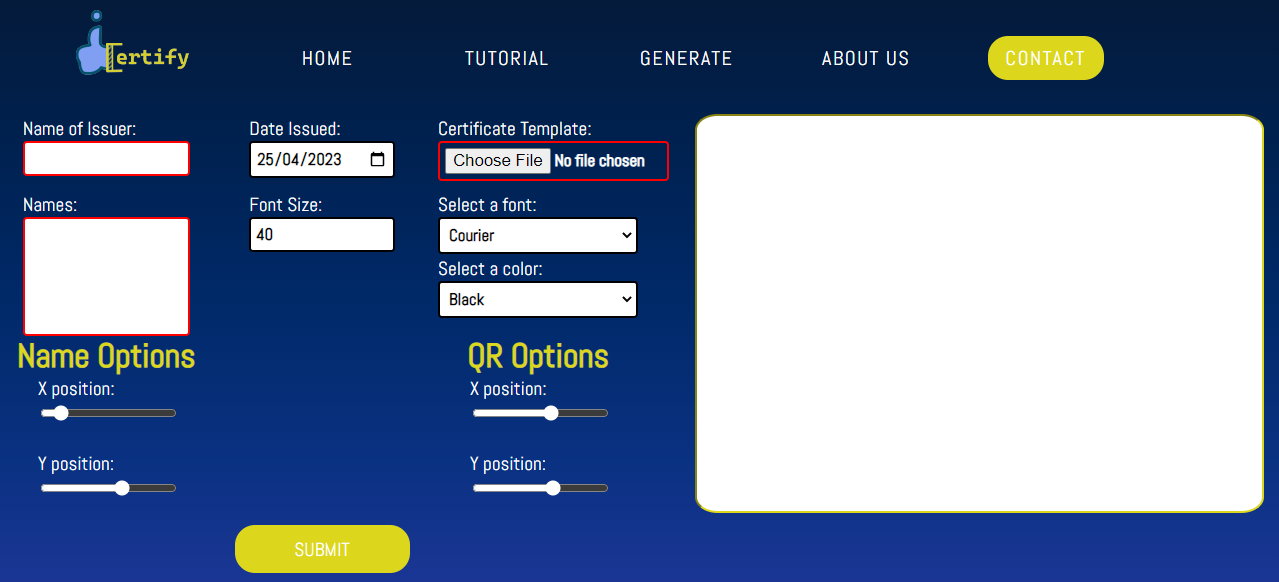 ertify
HOME TUTORIAL GENERATE ABOUT US CONTACT
Name of Issuer: Date Issued: Certificate Template:
25/04/2023 Choose File No file chosen
Names: Font Size: Select a font:
40 Courier
Select a color:
Black
Name Options QR Options
X position: X position:
Y position: Y position:
SUBMIT